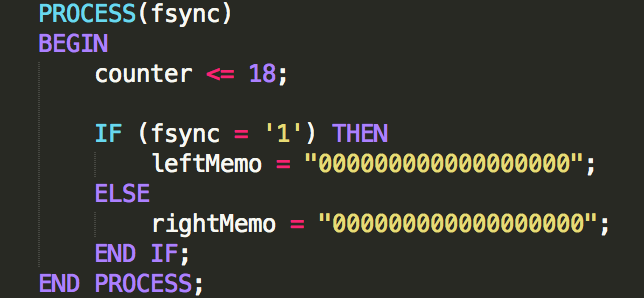 PROCESS(fsync)
BEGIN
counter <= 18;
IF (fsync = '1') THEN
leftMemo = "000000000000000000";
ELSE
rightMemo = "000000000000000000";
END IF;
END PROCESS;